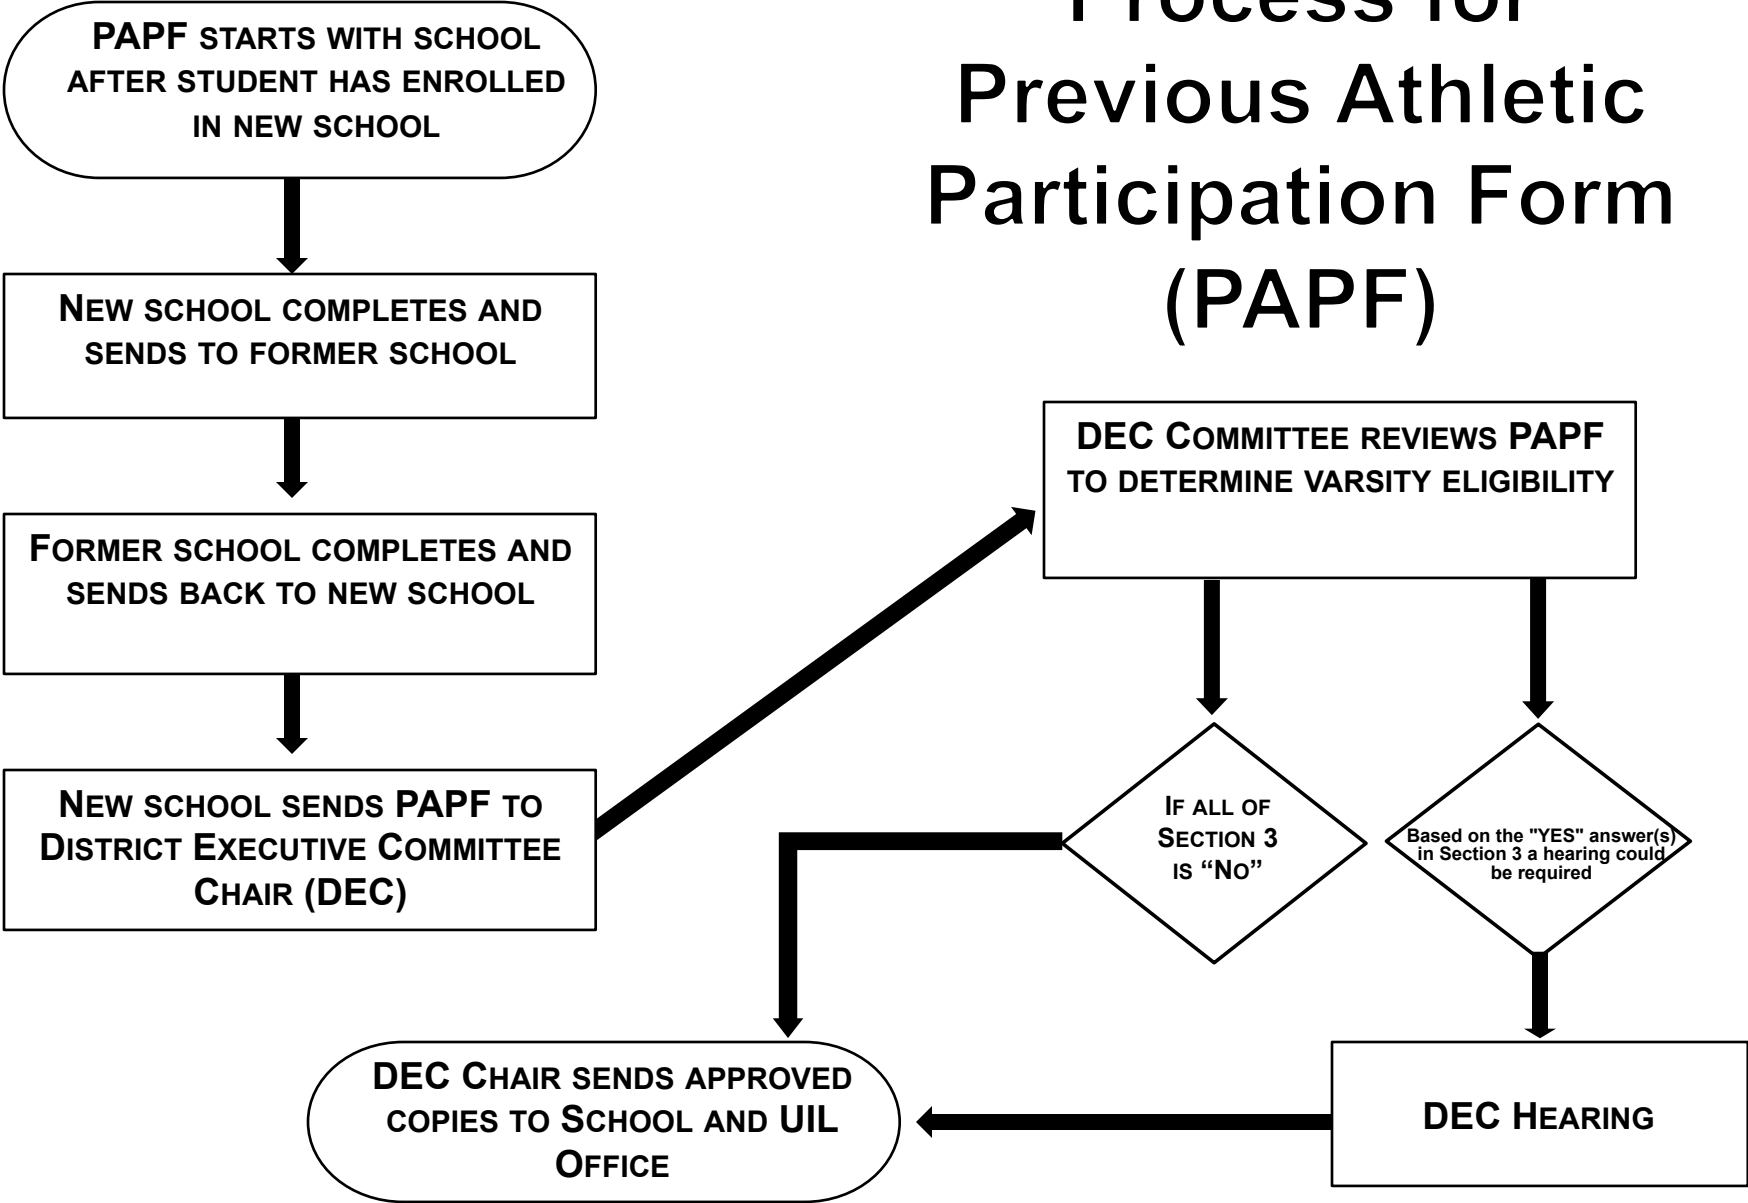 Process for
Previous Athletic
Participation Form
(PAPF)
PAPF STARTS WITH SCHOOL
AFTER STUDENT HAS ENROLLED
IN NEW SCHOOL
NEW SCHOOL COMPLETES AND
SENDS TO FORMER SCHOOL
FORMER SCHOOL COMPLETES AND
SENDS BACK TO NEW SCHOOL
NEW SCHOOL SENDS PAPF TO
DISTRICT EXECUTIVE COMMITTEE
CHAIR (DEC)
DEC COMMITTEE REVIEWS PAPF
TO DETERMINE VARSITY ELIGIBILITY
IF ALL OF
SECTION 3
IS “NO”
Based on the "YES" answer(s)
in Section 3 a hearing could
be required
DEC HEARING
DEC CHAIR SENDS APPROVED
COPIES TO SCHOOL AND UIL
OFFICE